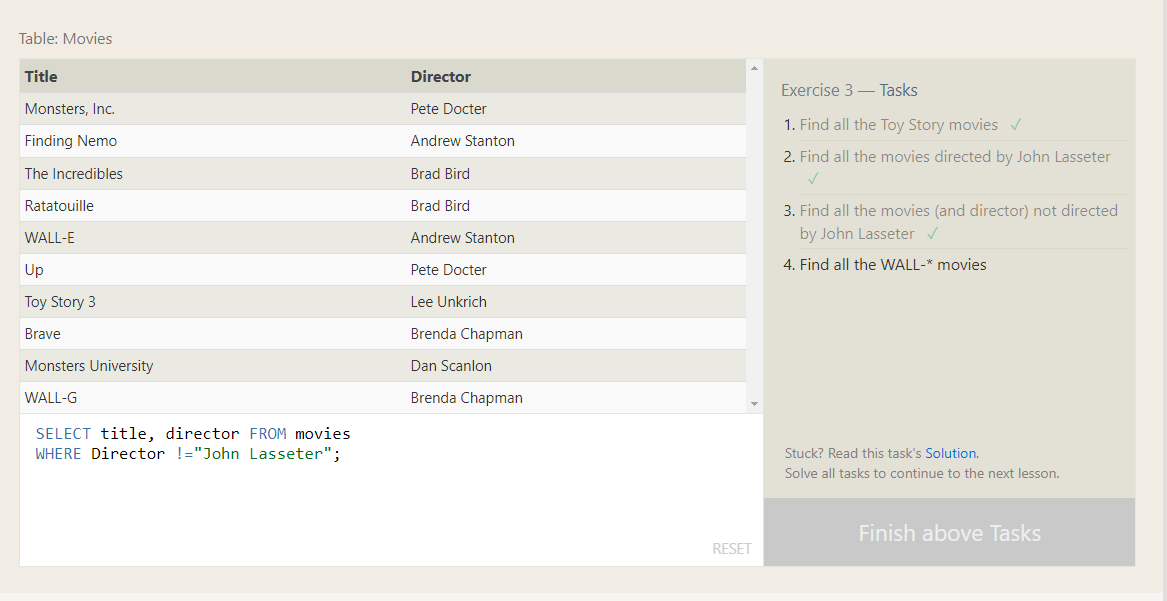 Table: Movies
Title Director
Monsters, Inc. Pete Docter
Finding Nemo Andrew Stanton
The Incredibles Brad Bird
Ratatouille Brad Bird
WALL-E Andrew Stanton
Up Pete Docter
Toy Story 3 Lee Unkrich
Brave Brenda Chapman
Monsters University Dan Scanlon
WALL-G Brenda Chapman
SELECT title, director FROM movies
WHERE Director !="John Lasseter";
RESET
Exercise 3 — Tasks
1. Find all the Toy Story movies ✓
2. Find all the movies directed by John Lasseter
✓
3. Find all the movies (and director) not directed
by John Lasseter ✓
4. Find all the WALL-* movies
Stuck? Read this task's Solution.
Solve all tasks to continue to the next lesson.
Finish above Tasks